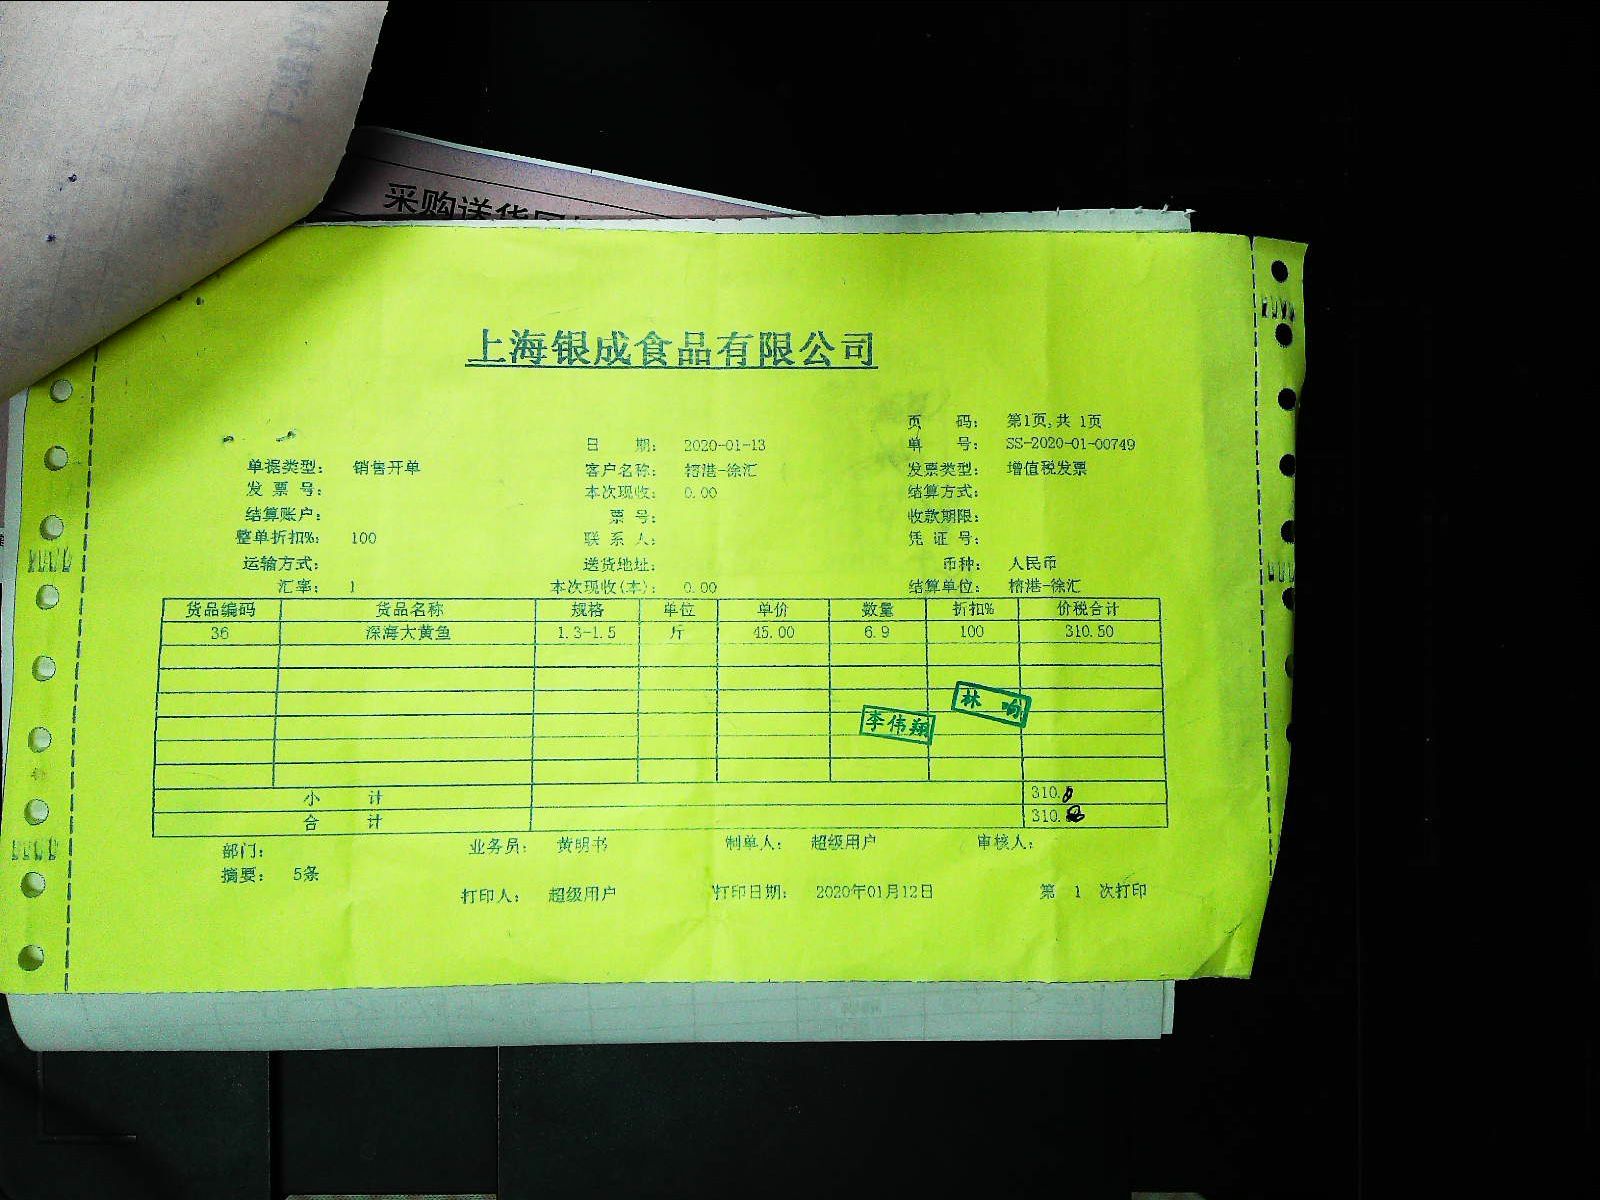 采购送货
上海银成食品有限公司
页 码： 第1页,共 1页
日 期： 2020-01-13 单 号： SS-2020-01-00749
单据类型： 销售开单 客户名称： 榕港-徐汇 发票类型： 增值税发票
发 票 号： 本次现收： 0.00 结算方式：
结算账户： 票 号： 收款期限：
整单折扣%： 100 联 系 人： 凭 证 号：
运输方式： 送货地址： 币种： 人民币
汇率： 1 本次现收(本)： 0.00 结算单位： 榕港-徐汇
货品编码 货品名称 规格 单位 单价 数量 折扣% 价税合计
36 深海大黄鱼 1.3-1.5 斤 45.00 6.9 100 310.50
林 响
李伟翔
小 计 310.
合 计 310.
部门： 业务员： 黄明书 制单人： 超级用户 审核人：
摘要： 5条
打印人： 超级用户 打印日期： 2020年01月12日 第 1 次打印